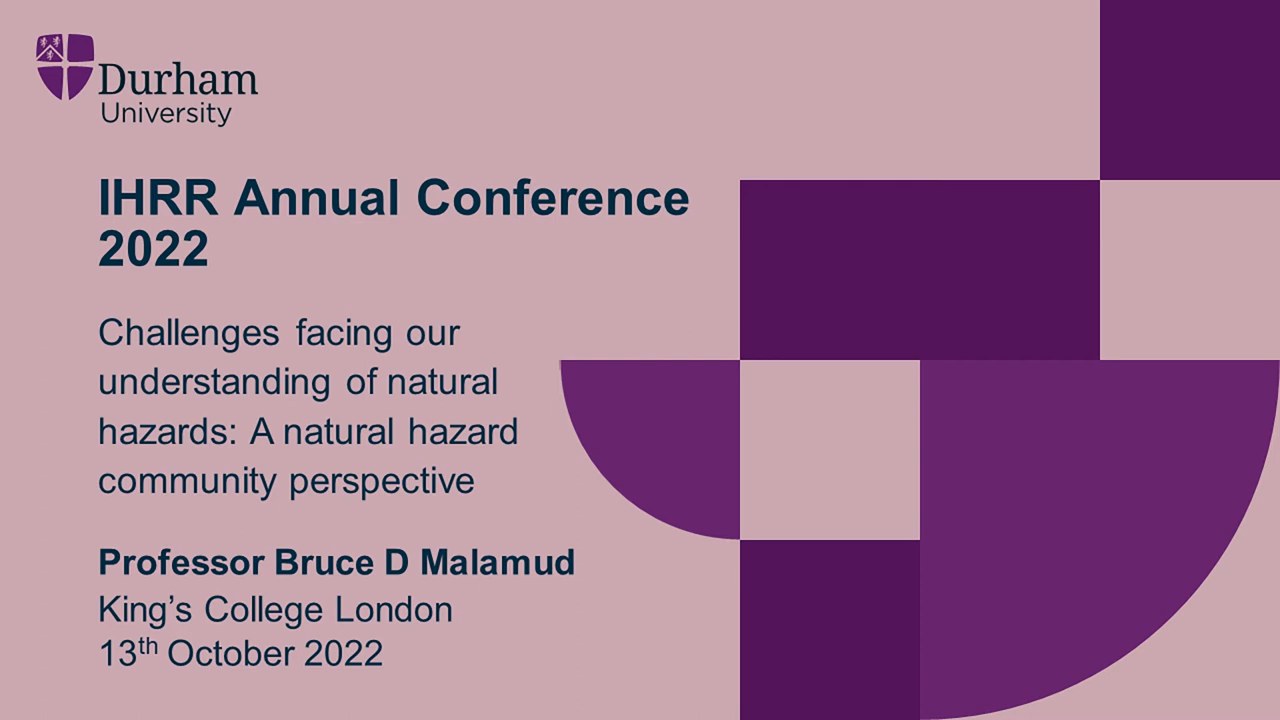 Durham
University
IHRR Annual Conference
2022
Challenges facing our
understanding of natural
hazards: A natural hazard
community perspective
Professor Bruce D Malamud
King’s College London
13th October 2022